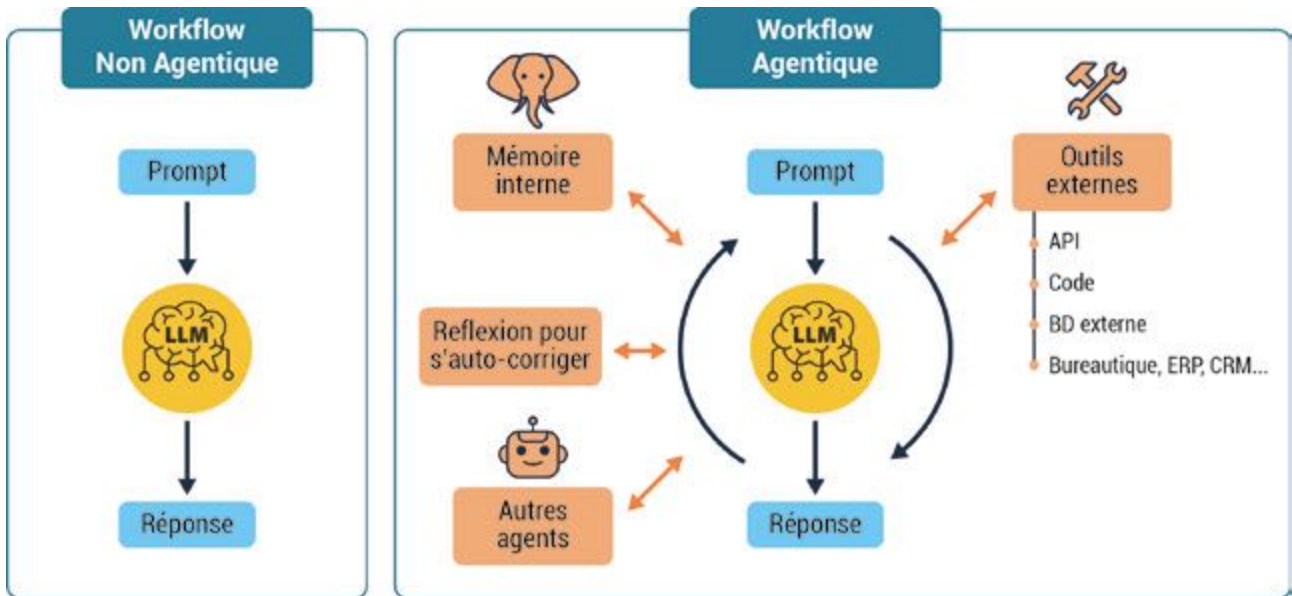 Workflow
Non Agentique
Prompt
LLM
Réponse
Workflow
Agentique
Mémoire
interne
Reflexion pour
s'auto-corriger
Autres
agents
Prompt
LLM
Réponse
Outils
externes
API
Code
BD externe
Bureautique, ERP, CRM...